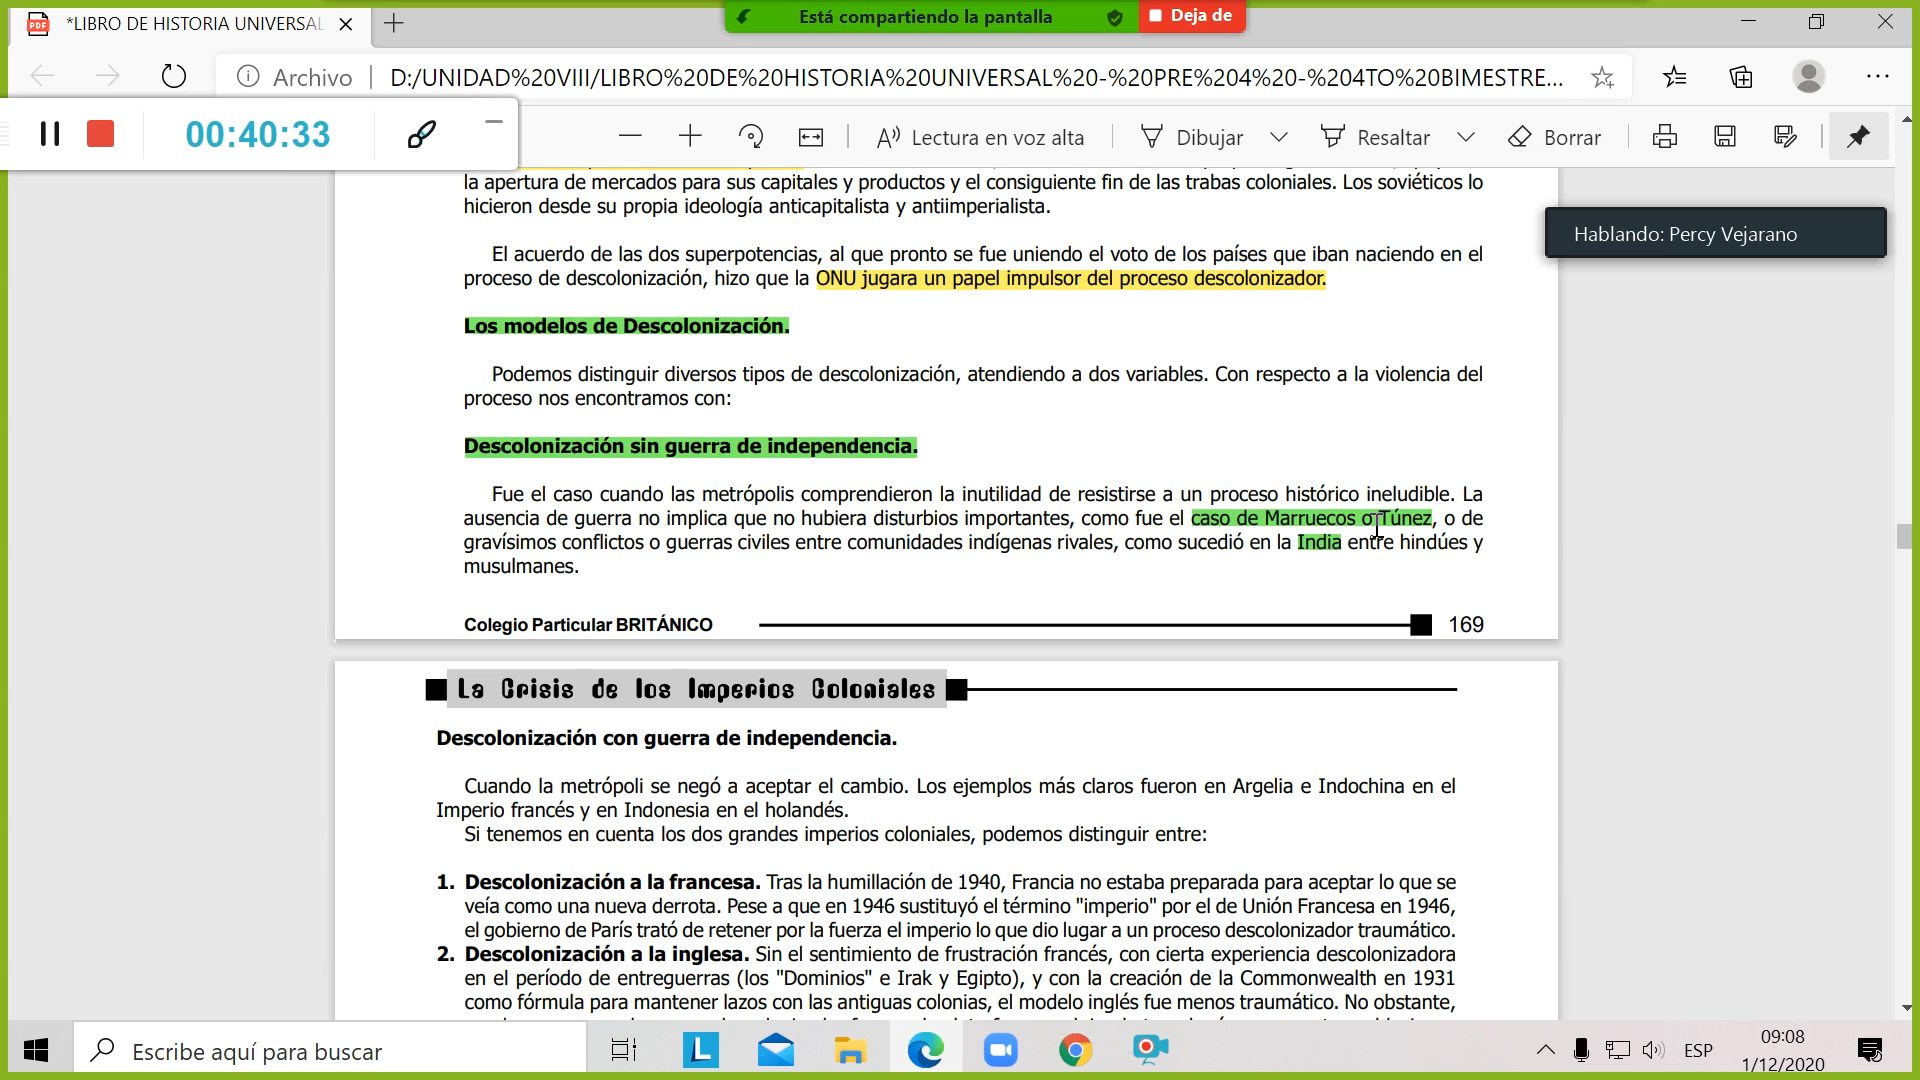 Está compartiendo la pantalla
Deja de
*LIBRO DE HISTORIA UNIVERSAL
Archivo
D:/UNIDAD%20VIII/LIBRO%20DE%20HISTORIA%20UNIVERSAL%20-%20PRE%204%20-%204TO%20BIMESTRE...
00:40:33
Lectura en voz alta
Dibujar
Resaltar
Borrar
Hablando: Percy Vejarano
la apertura de mercados para sus capitales y productos y el consiguiente fin de las trabas coloniales. Los soviéticos lo
hicieron desde su propia ideología anticapitalista y antiimperialista.
El acuerdo de las dos superpotencias, al que pronto se fue uniendo el voto de los países que iban naciendo en el
proceso de descolonización, hizo que la ONU jugara un papel impulsor del proceso descolonizador.
Los modelos de Descolonización.
Podemos distinguir diversos tipos de descolonización, atendiendo a dos variables. Con respecto a la violencia del
proceso nos encontramos con:
Descolonización sin guerra de independencia.
Fue el caso cuando las metrópolis comprendieron la inutilidad de resistirse a un proceso histórico ineludible. La
ausencia de guerra no implica que no hubiera disturbios importantes, como fue el caso de Marruecos o Túnez, o de
gravísimos conflictos o guerras civiles entre comunidades indígenas rivales, como sucedió en la India entre hindúes y
musulmanes.
Colegio Particular BRITÁNICO
169
La Crisis de los Imperios Coloniales
Descolonización con guerra de independencia.
Cuando la metrópoli se negó a aceptar el cambio. Los ejemplos más claros fueron en Argelia e Indochina en el
Imperio francés y en Indonesia en el holandés.
Si tenemos en cuenta los dos grandes imperios coloniales, podemos distinguir entre:
1. Descolonización a la francesa. Tras la humillación de 1940, Francia no estaba preparada para aceptar lo que se
veía como una nueva derrota. Pese a que en 1946 sustituyó el término "imperio" por el de Unión Francesa en 1946,
el gobierno de París trató de retener por la fuerza el imperio lo que dio lugar a un proceso descolonizador traumático.
2. Descolonización a la inglesa. Sin el sentimiento de frustración francés, con cierta experiencia descolonizadora
en el período de entreguerras (los "Dominios" e Irak y Egipto), y con la creación de la Commonwealth en 1931
como fórmula para mantener lazos con las antiguas colonias, el modelo inglés fue menos traumático. No obstante,
Escribe aquí para buscar
ESP
09:08
1/12/2020